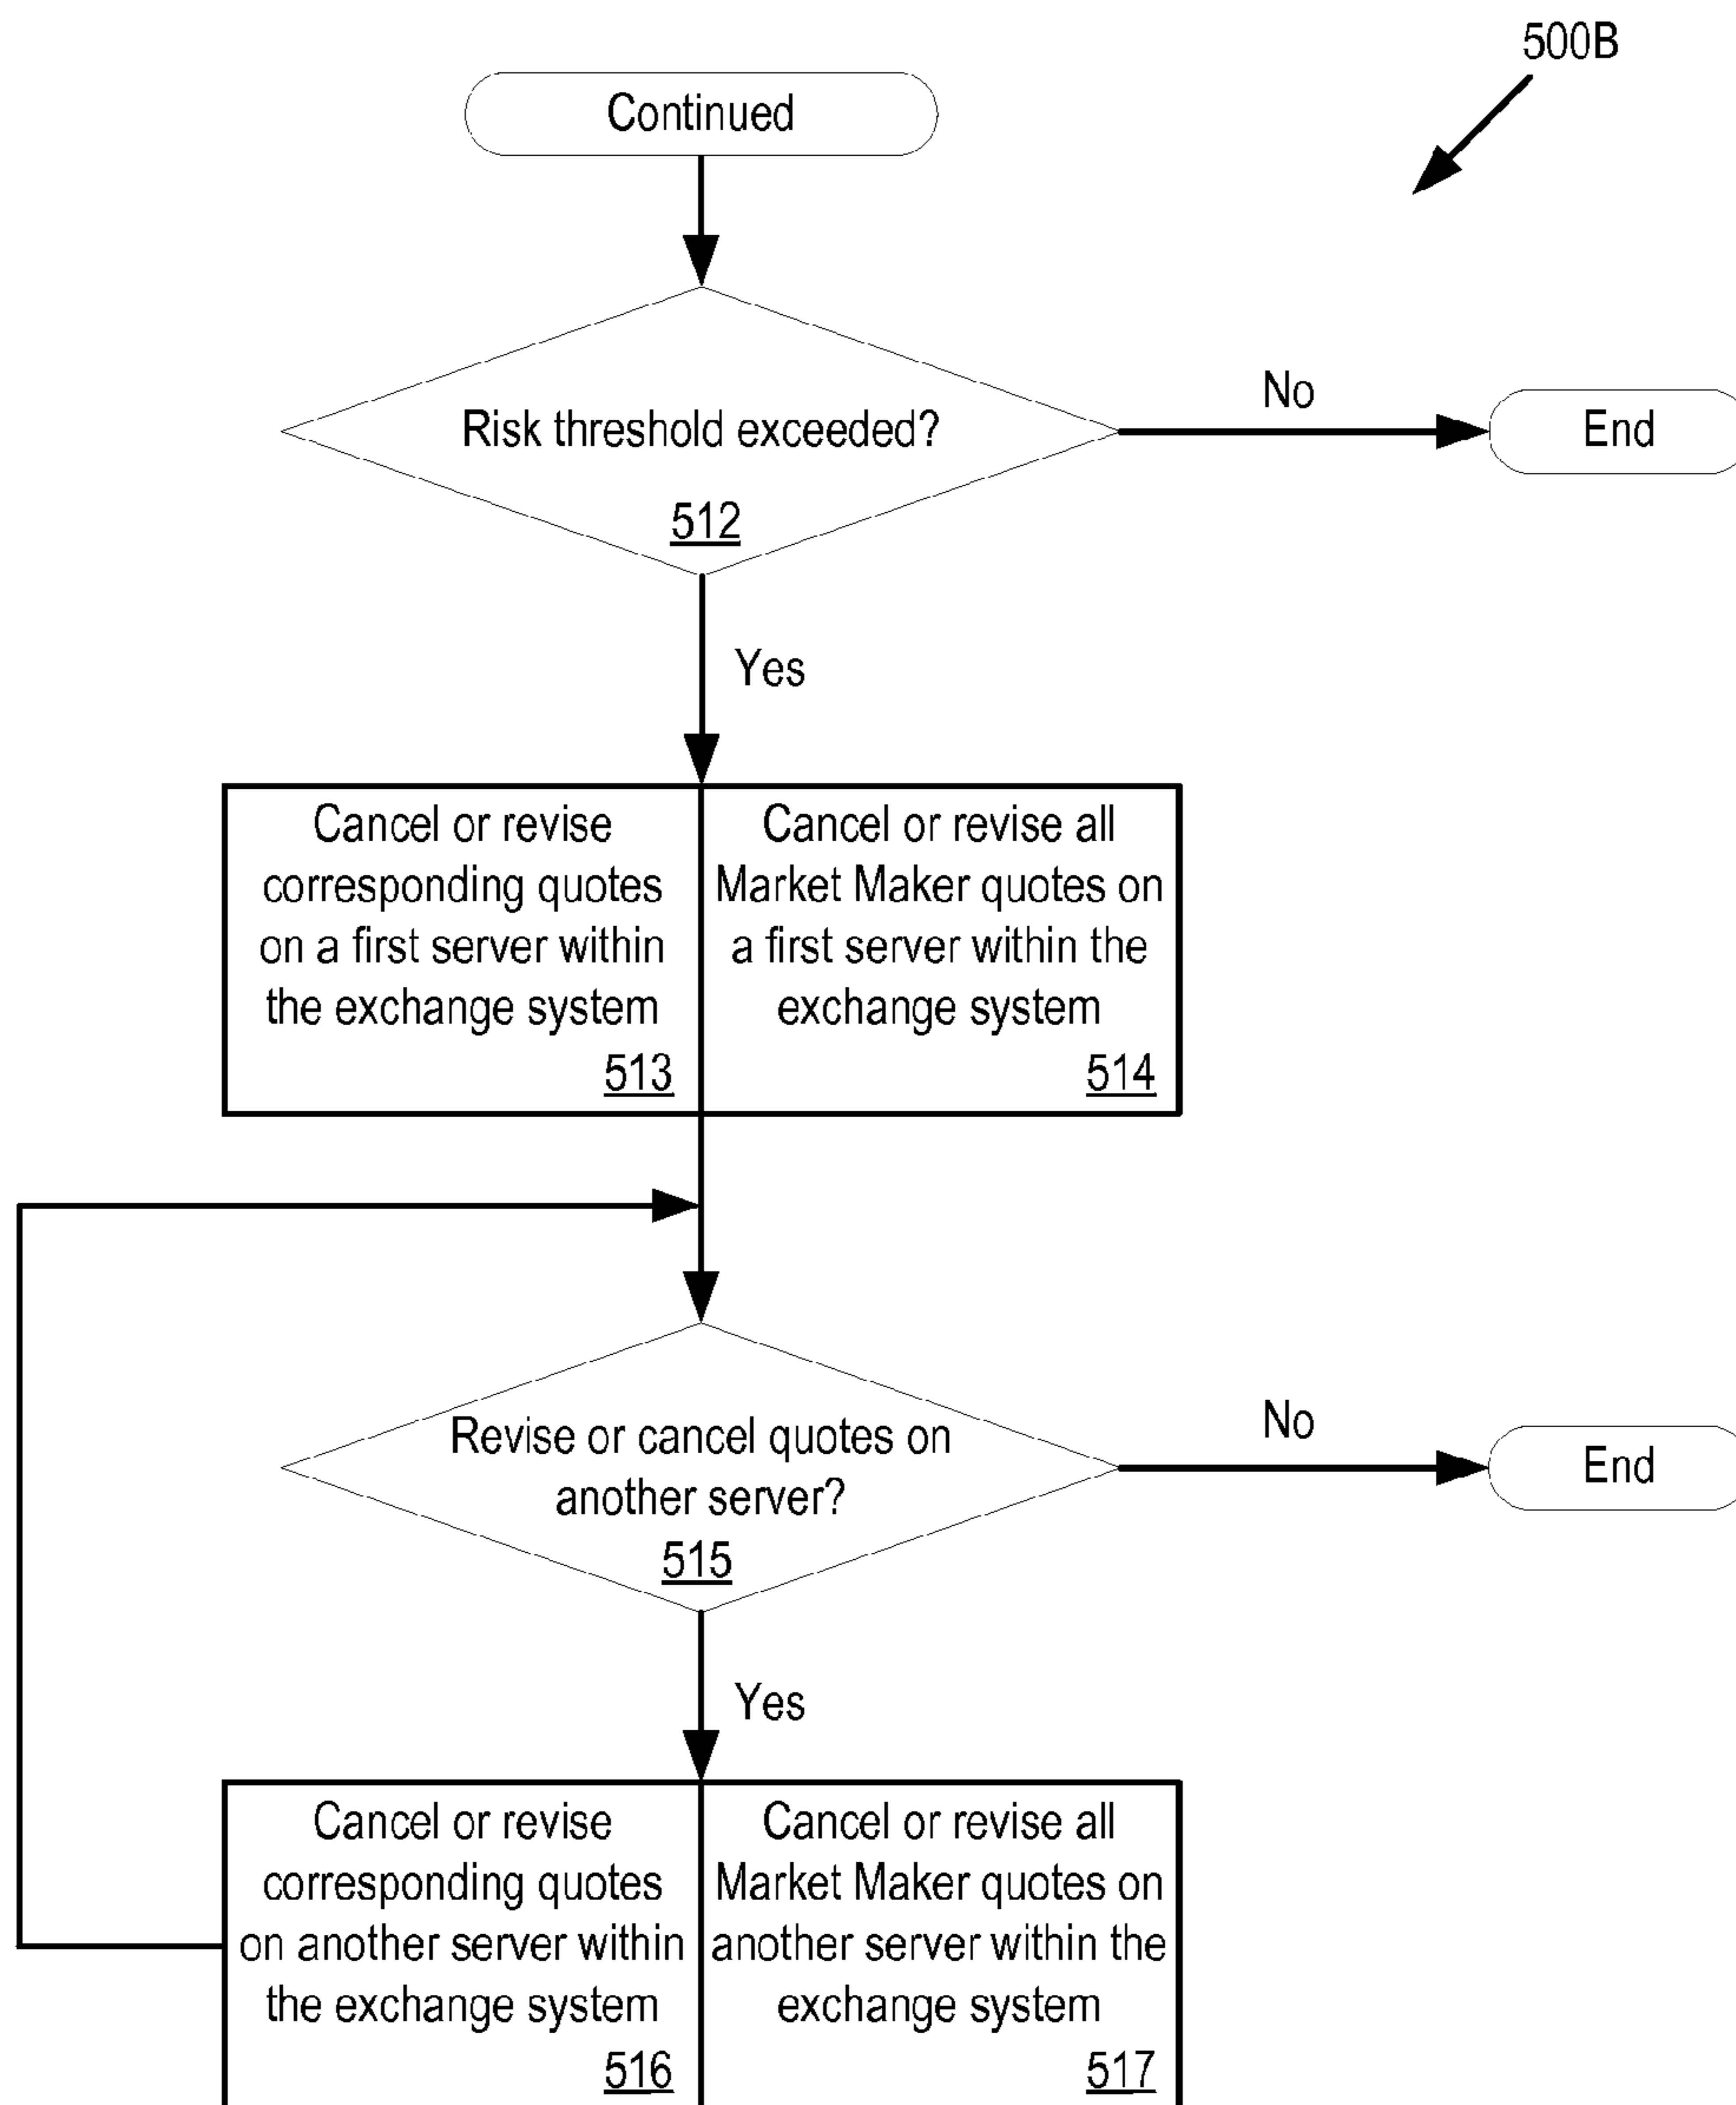 500B
Continued
Risk threshold exceeded?
512
No
End
Yes
Cancel or revise
corresponding quotes
on a first server within
the exchange system
513
Cancel or revise all
Market Maker quotes on
a first server within the
exchange system
514
Revise or cancel quotes on
another server?
515
No
End
Yes
Cancel or revise
corresponding quotes
on another server within
the exchange system
516
Cancel or revise all
Market Maker quotes on
another server within the
exchange system
517